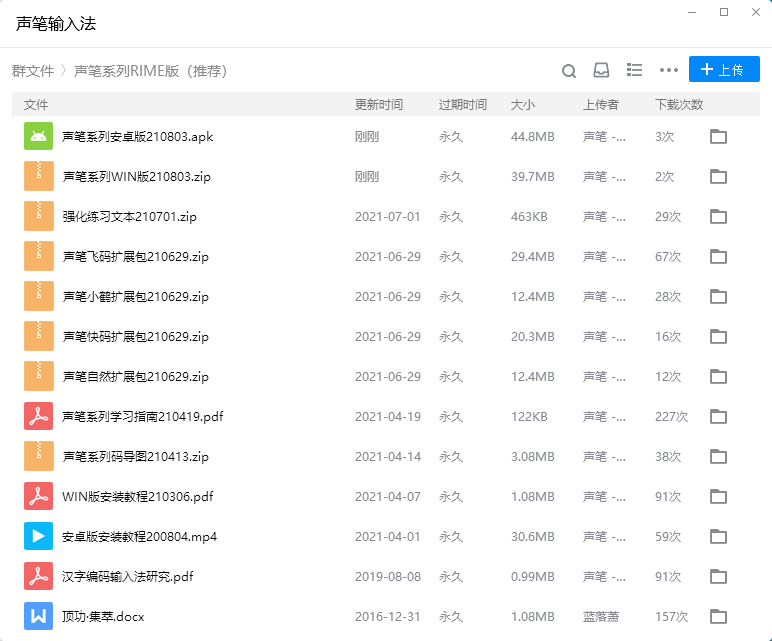 声笔输入法
群文件 〉声笔系列RIME版（推荐）
+ 上传
文件 更新时间 过期时间 大小 上传者 下载次数
声笔系列安卓版210803.apk 刚刚 永久 44.8MB 声笔 -... 3次
声笔系列WIN版210803.zip 刚刚 永久 39.7MB 声笔 -... 2次
强化练习文本210701.zip 2021-07-01 永久 463KB 声笔 -... 29次
声笔飞码扩展包210629.zip 2021-06-29 永久 29.4MB 声笔 -... 67次
声笔小鹤扩展包210629.zip 2021-06-29 永久 12.4MB 声笔 -... 28次
声笔快码扩展包210629.zip 2021-06-29 永久 20.3MB 声笔 -... 16次
声笔自然扩展包210629.zip 2021-06-29 永久 12.4MB 声笔 -... 12次
声笔系列学习指南210419.pdf 2021-04-19 永久 122KB 声笔 -... 227次
声笔系列码导图210413.zip 2021-04-14 永久 3.08MB 声笔 -... 38次
WIN版安装教程210306.pdf 2021-04-07 永久 1.08MB 声笔 -... 91次
安卓版安装教程200804.mp4 2021-04-01 永久 30.6MB 声笔 -... 59次
汉字编码输入法研究.pdf 2019-08-08 永久 0.99MB 声笔 -... 91次
顶功·集萃.docx 2016-12-31 永久 1.08MB 蓝落萧 157次